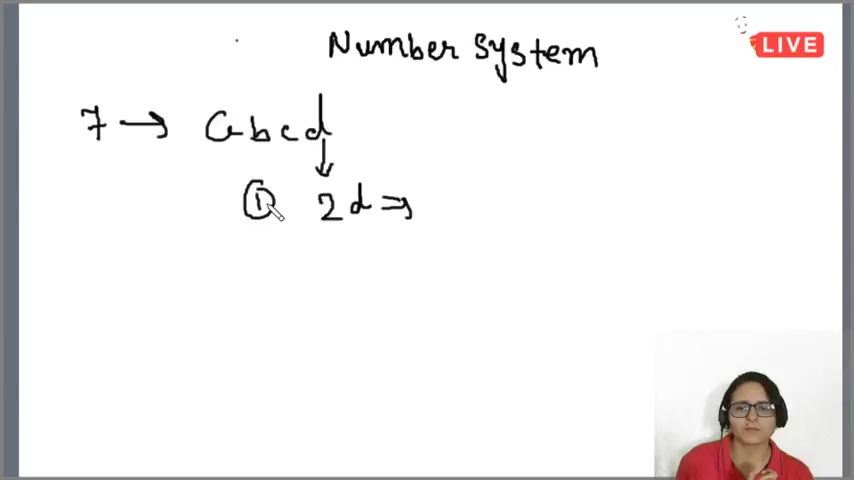 Number System
LIVE
7 → abcd
↓
① 2d ⇒